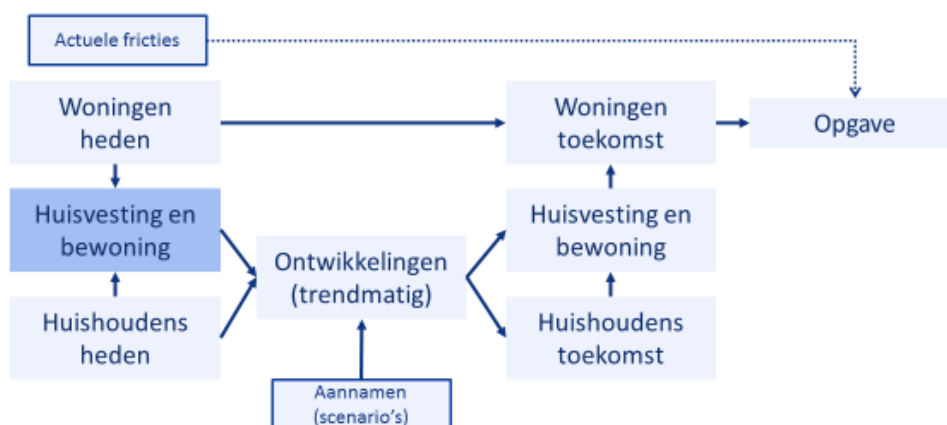 Actuele fricties
Woningen
heden
Woningen
toekomst
Opgave
Huisvesting en
bewoning
Huisvesting en
bewoning
Ontwikkelingen
(trendmatig)
Huishoudens
heden
Huishoudens
toekomst
Aannamen
(scenario's)